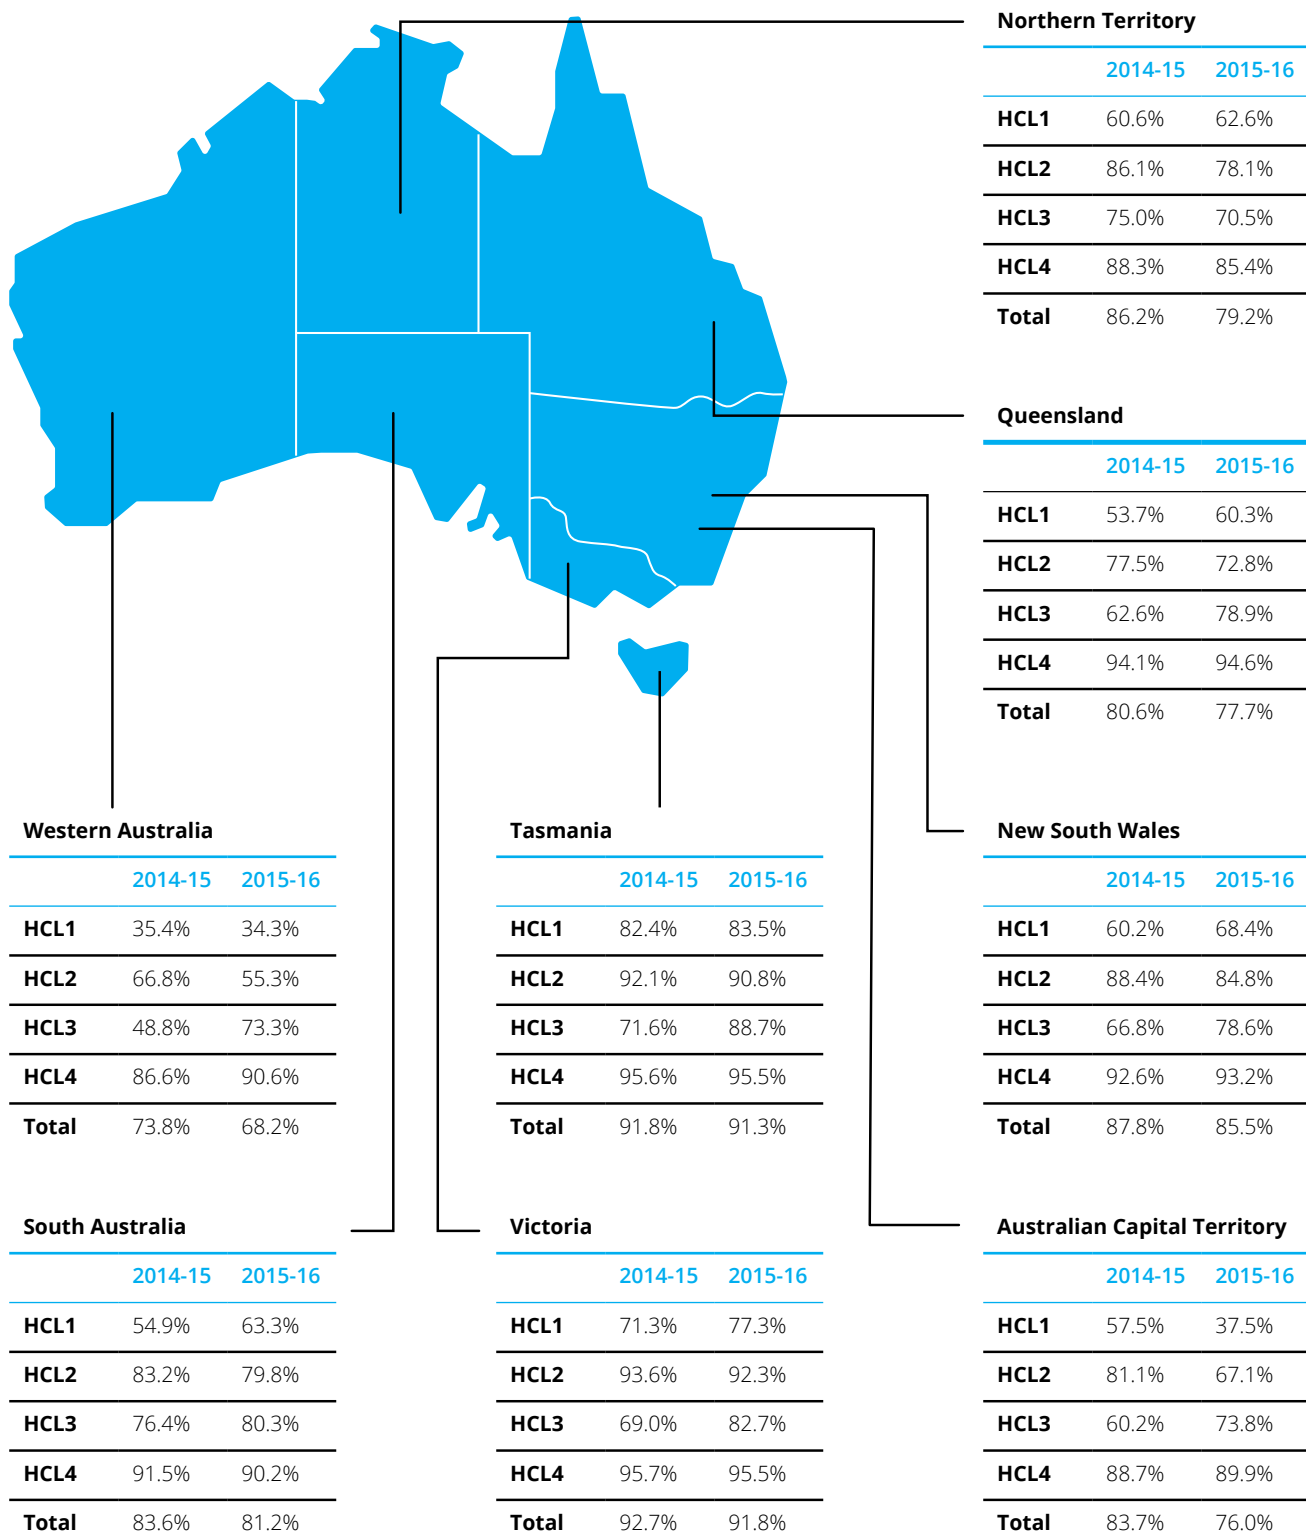 Northern Territory
2014-15 2015-16
HCL1 60.6% 62.6%
HCL2 86.1% 78.1%
HCL3 75.0% 70.5%
HCL4 88.3% 85.4%
Total 86.2% 79.2%
Queensland
2014-15 2015-16
HCL1 53.7% 60.3%
HCL2 77.5% 72.8%
HCL3 62.6% 78.9%
HCL4 94.1% 94.6%
Total 80.6% 77.7%
Western Australia
2014-15 2015-16
HCL1 35.4% 34.3%
HCL2 66.8% 55.3%
HCL3 48.8% 73.3%
HCL4 86.6% 90.6%
Total 73.8% 68.2%
Tasmania
2014-15 2015-16
HCL1 82.4% 83.5%
HCL2 92.1% 90.8%
HCL3 71.6% 88.7%
HCL4 95.6% 95.5%
Total 91.8% 91.3%
New South Wales
2014-15 2015-16
HCL1 60.2% 68.4%
HCL2 88.4% 84.8%
HCL3 66.8% 78.6%
HCL4 92.6% 93.2%
Total 87.8% 85.5%
South Australia
2014-15 2015-16
HCL1 54.9% 63.3%
HCL2 83.2% 79.8%
HCL3 76.4% 80.3%
HCL4 91.5% 90.2%
Total 83.6% 81.2%
Victoria
2014-15 2015-16
HCL1 71.3% 77.3%
HCL2 93.6% 92.3%
HCL3 69.0% 82.7%
HCL4 95.7% 95.5%
Total 92.7% 91.8%
Australian Capital Territory
2014-15 2015-16
HCL1 57.5% 37.5%
HCL2 81.1% 67.1%
HCL3 60.2% 73.8%
HCL4 88.7% 89.9%
Total 83.7% 76.0%